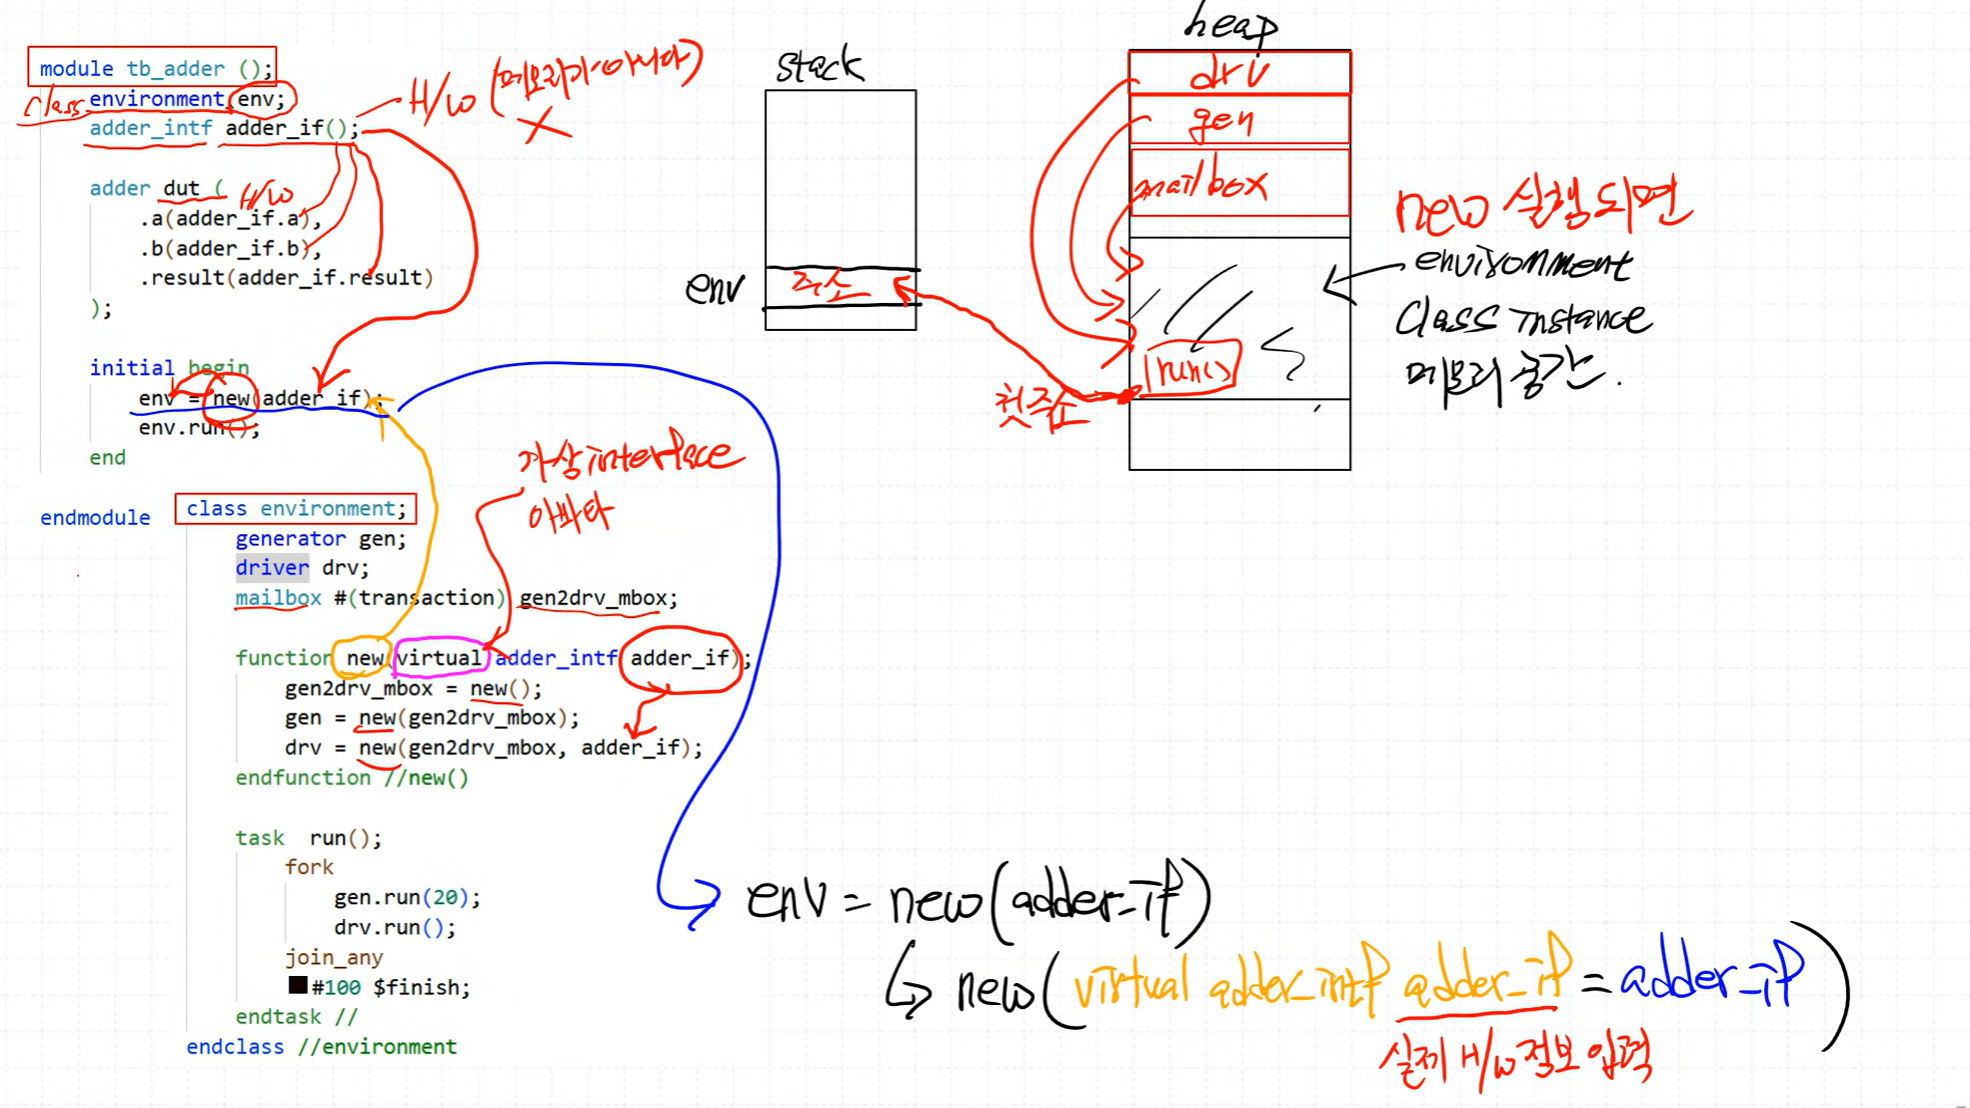 module tb_adder ();
class environment env;
adder_intf adder_if();
H/W (메모리가 아니다)
X
adder dut (
H/W
.a(adder_if.a),
.b(adder_if.b),
.result(adder_if.result)
);
initial begin
env = new(adder_if);
env.run();
end
endmodule
stack
env
주소
heap
drv
gen
mailbox
run()
첫주소
new 실행되면
environment
class instance
메모리 공간.
가상 interface
아바타
class environment;
generator gen;
driver drv;
mailbox #(transaction) gen2drv_mbox;
function new(virtual adder_intf adder_if);
gen2drv_mbox = new();
gen = new(gen2drv_mbox);
drv = new(gen2drv_mbox, adder_if);
endfunction //new()
task run();
fork
gen.run(20);
drv.run();
join_any
#100 $finish;
endtask //
endclass //environment
env = new(adder_if)
new(virtual adder_intf adder_if = adder_if)
실제 H/W 정보 입력